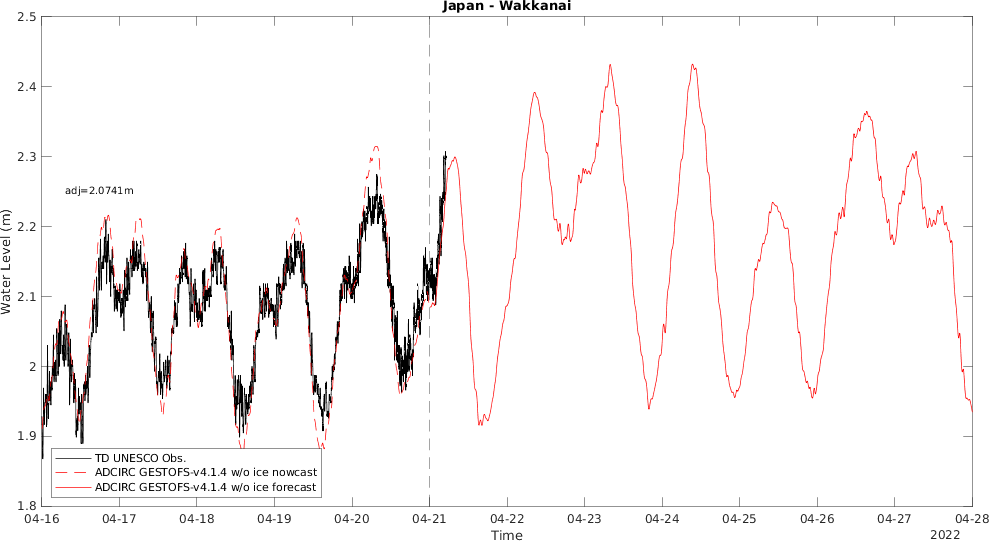 Japan - Wakkanai
2.5
2.4
2.3
2.2
2.1
2
1.9
1.8
Water Level (m)
adj=2.0741m
TD UNESCO Obs.
ADCIRC GESTOFS-v4.1.4 w/o ice nowcast
ADCIRC GESTOFS-v4.1.4 w/o ice forecast
04-16 04-17 04-18 04-19 04-20 04-21 04-22 04-23 04-24 04-25 04-26 04-27 04-28
Time
2022